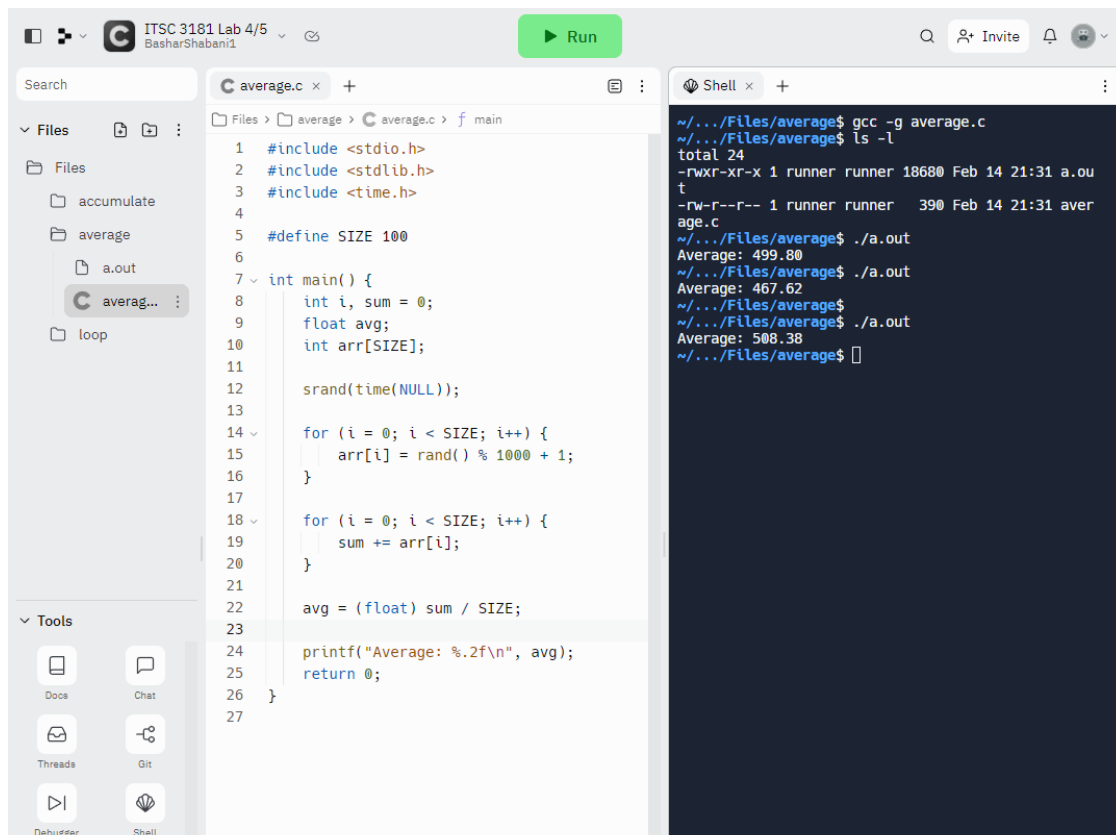 ITSC 3181 Lab 4/5
BasharShabani1
Run
Invite
Search
Files
Files
accumulate
average
a.out
C averag...
loop
Tools
Docs
Chat
Threads
Git
Debugger
Shell
C average.c × +
Files > average > C average.c > f main
1 #include <stdio.h>
2 #include <stdlib.h>
3 #include <time.h>
4
5 #define SIZE 100
6
7 int main() {
8 int i, sum = 0;
9 float avg;
10 int arr[SIZE];
11
12 srand(time(NULL));
13
14 for (i = 0; i < SIZE; i++) {
15 arr[i] = rand() % 1000 + 1;
16 }
17
18 for (i = 0; i < SIZE; i++) {
19 sum += arr[i];
20 }
21
22 avg = (float) sum / SIZE;
23
24 printf("Average: %.2f\n", avg);
25 return 0;
26 }
27
Shell × +
~/.../Files/average$ gcc -g average.c
~/.../Files/average$ ls -l
total 24
-rwxr-xr-x 1 runner runner 18680 Feb 14 21:31 a.ou
t
-rw-r--r-- 1 runner runner   390 Feb 14 21:31 aver
age.c
~/.../Files/average$ ./a.out
Average: 499.80
~/.../Files/average$ ./a.out
Average: 467.62
~/.../Files/average$
~/.../Files/average$ ./a.out
Average: 508.38
~/.../Files/average$